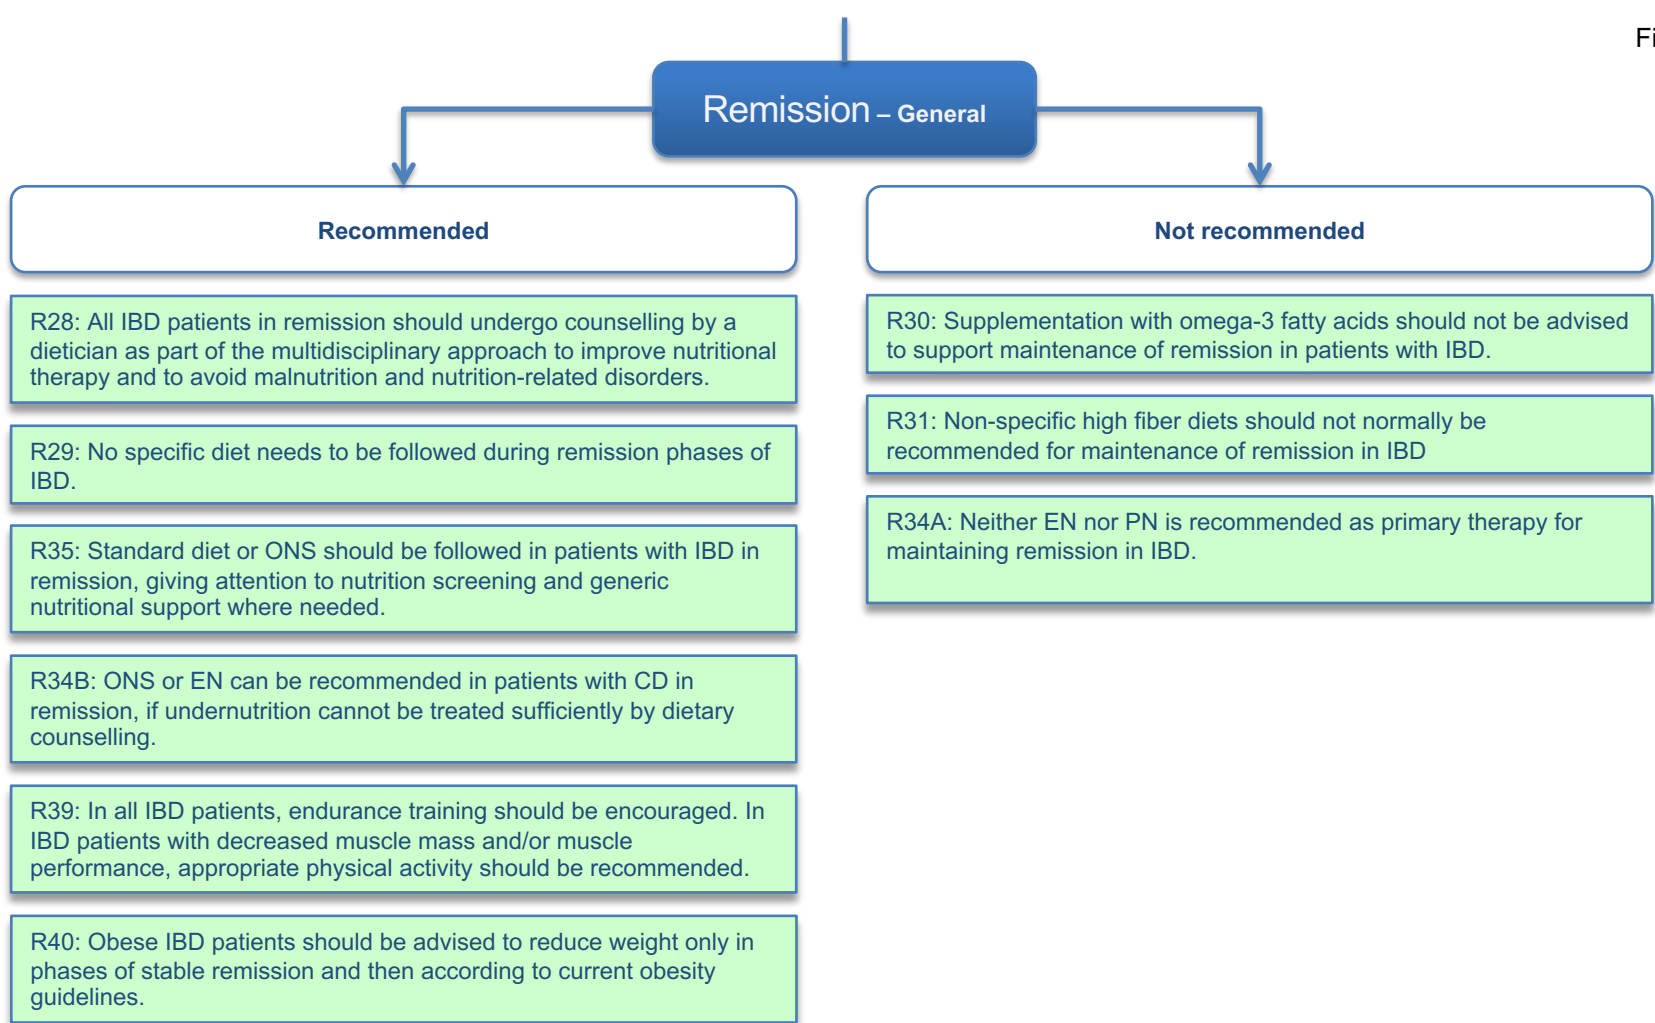 Fi
Remission – General
Recommended
R28: All IBD patients in remission should undergo counselling by a
dietician as part of the multidisciplinary approach to improve nutritional
therapy and to avoid malnutrition and nutrition-related disorders.
R29: No specific diet needs to be followed during remission phases of
IBD.
R35: Standard diet or ONS should be followed in patients with IBD in
remission, giving attention to nutrition screening and generic
nutritional support where needed.
R34B: ONS or EN can be recommended in patients with CD in
remission, if undernutrition cannot be treated sufficiently by dietary
counselling.
R39: In all IBD patients, endurance training should be encouraged. In
IBD patients with decreased muscle mass and/or muscle
performance, appropriate physical activity should be recommended.
R40: Obese IBD patients should be advised to reduce weight only in
phases of stable remission and then according to current obesity
guidelines.
Not recommended
R30: Supplementation with omega-3 fatty acids should not be advised
to support maintenance of remission in patients with IBD.
R31: Non-specific high fiber diets should not normally be
recommended for maintenance of remission in IBD
R34A: Neither EN nor PN is recommended as primary therapy for
maintaining remission in IBD.